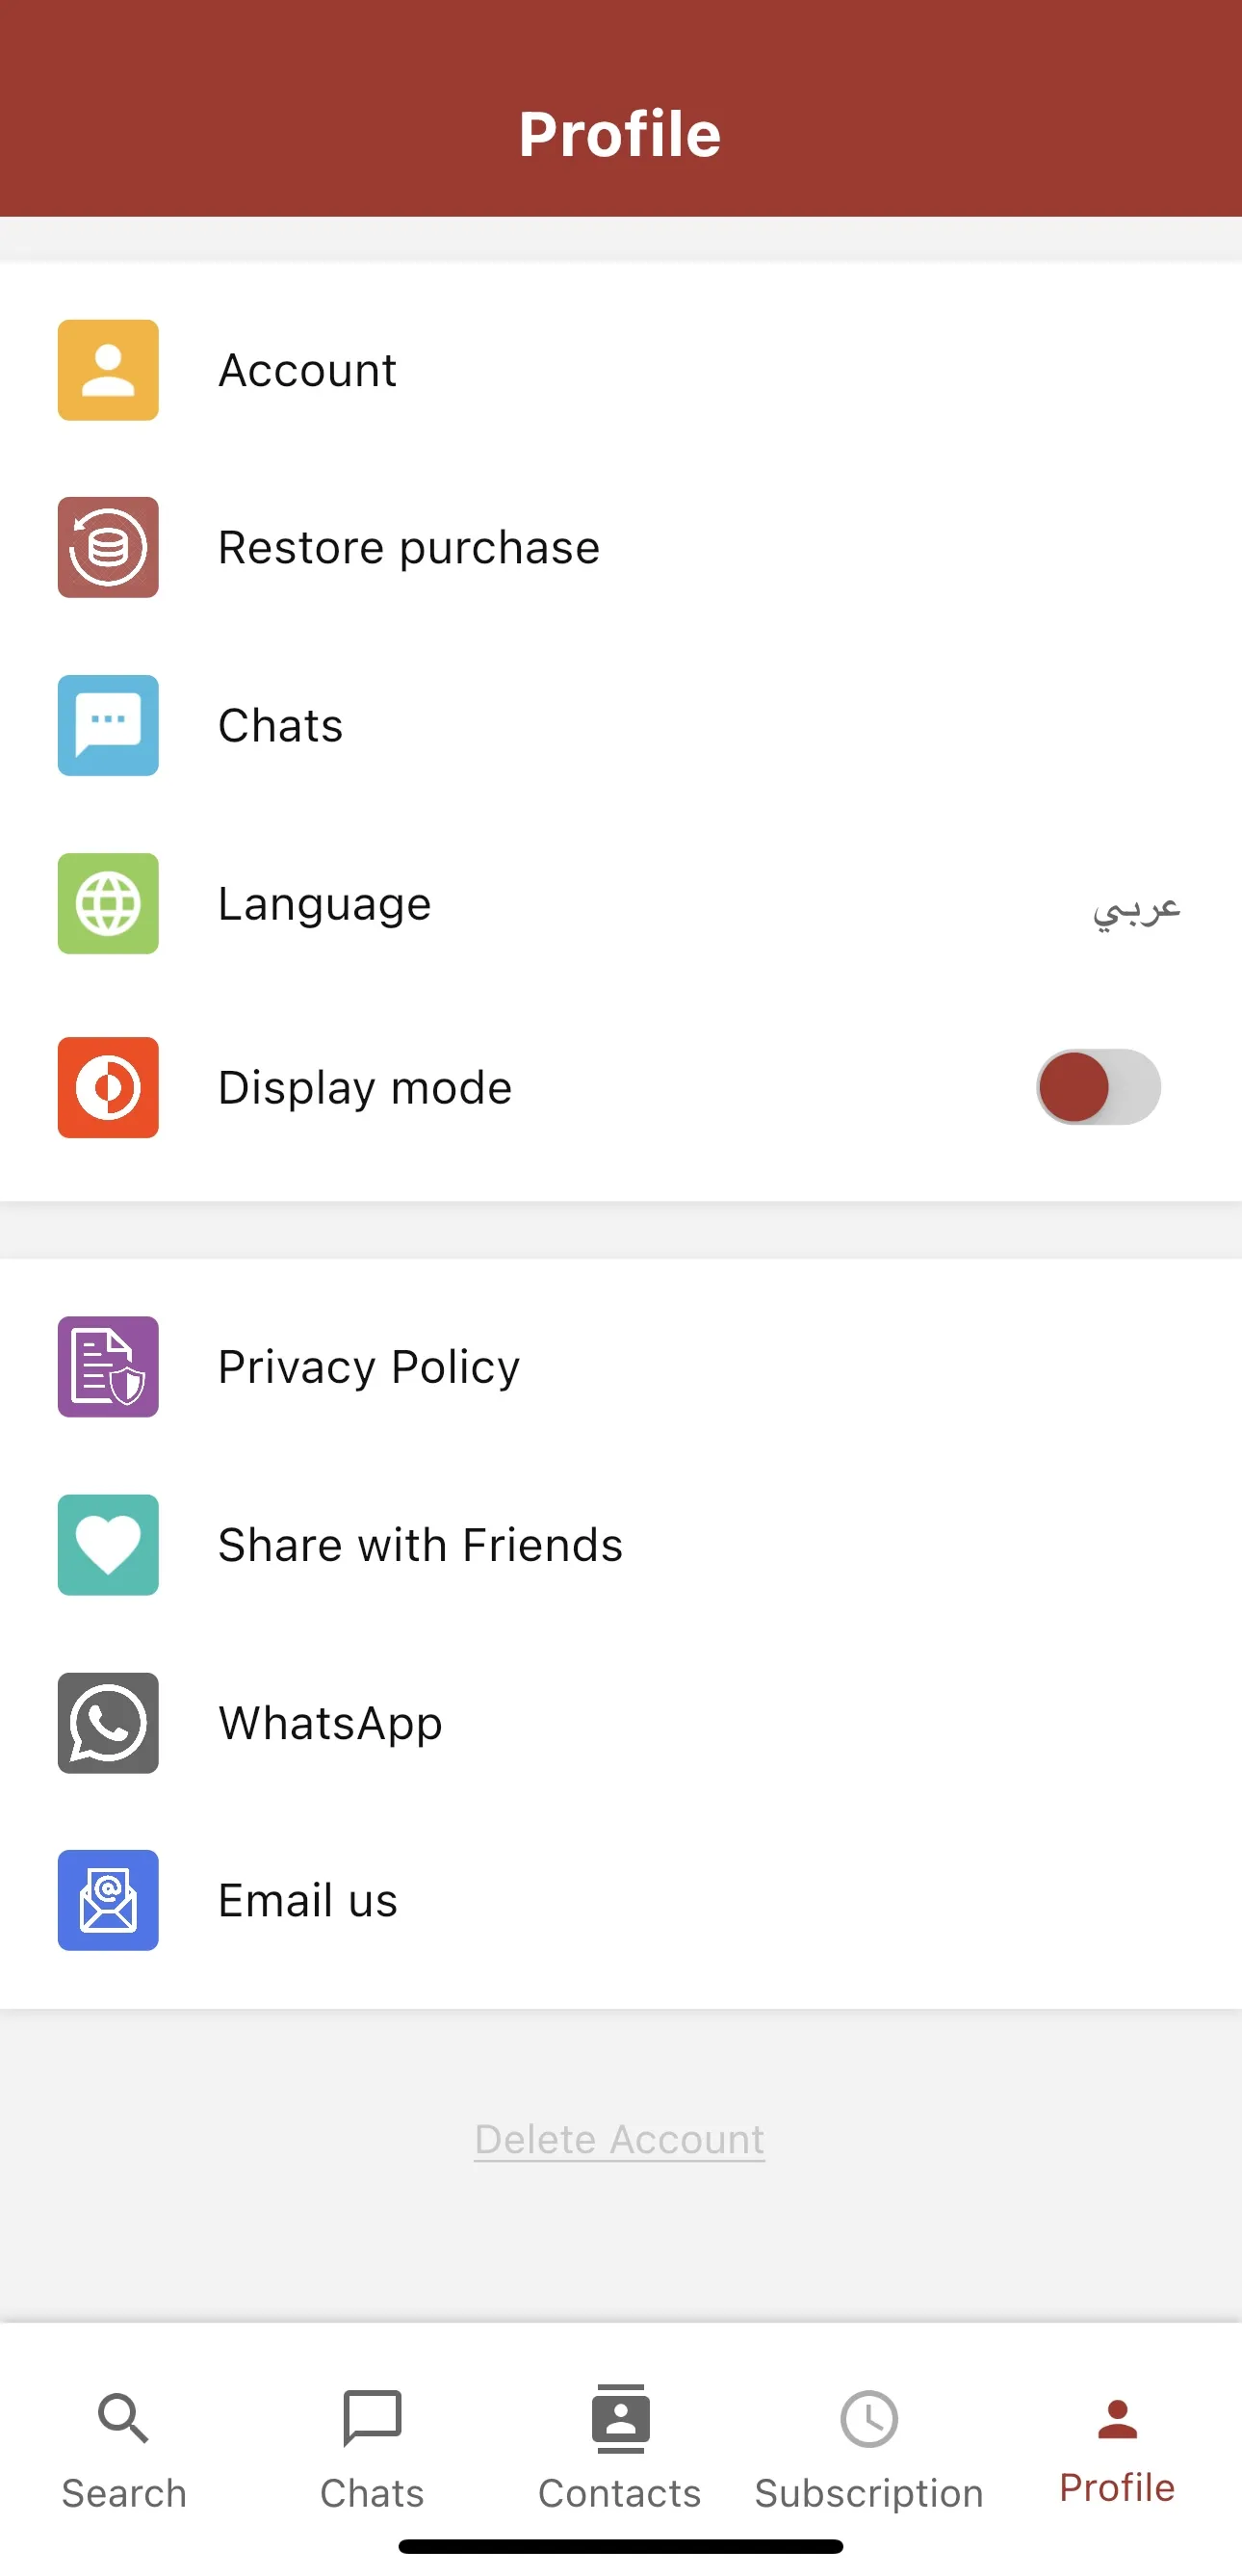 Profile
Account
Restore purchase
Chats
Language
عربي
Display mode
Privacy Policy
Share with Friends
WhatsApp
Email us
Delete Account
Search
Chats
Contacts
Subscription
Profile